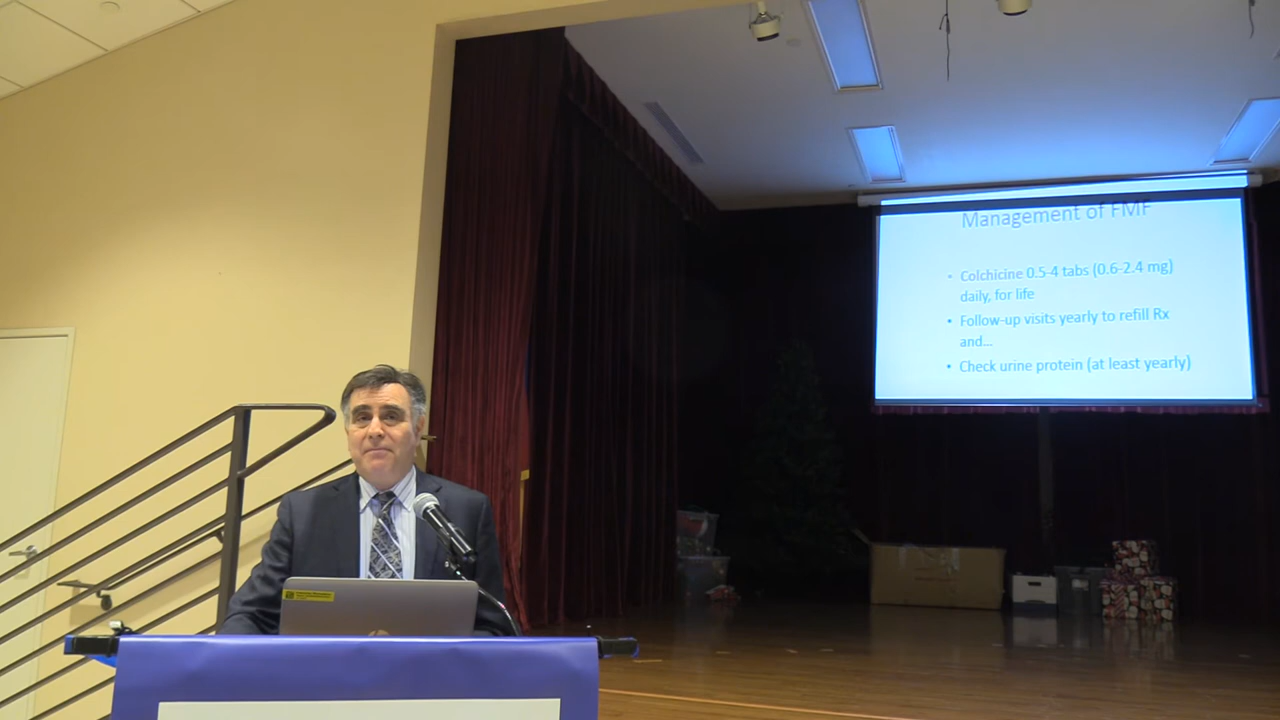 Management of FMF
• Colchicine 0.5-4 tabs (0.6-2.4 mg)
daily, for life
• Follow-up visits yearly to refill Rx
and...
• Check urine protein (at least yearly)